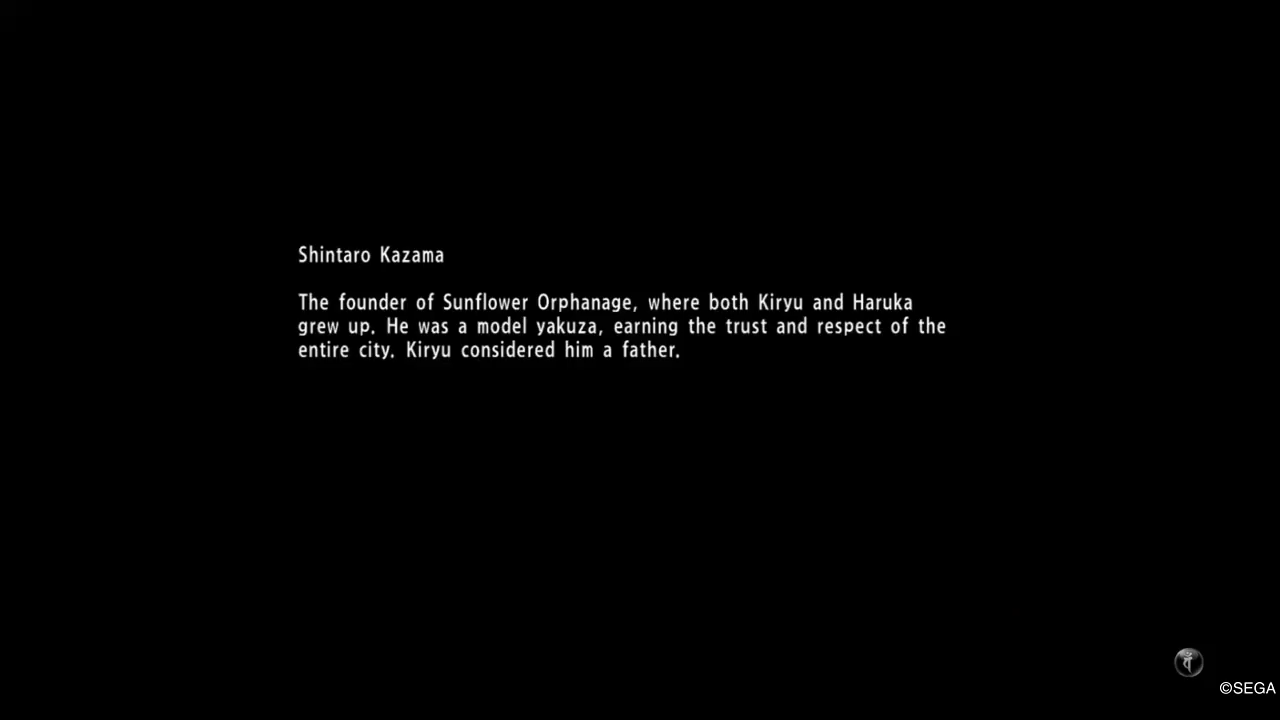 Shintaro Kazama
The founder of Sunflower Orphanage, where both Kiryu and Haruka
grew up. He was a model yakuza, earning the trust and respect of the
entire city. Kiryu considered him a father.
©SEGA